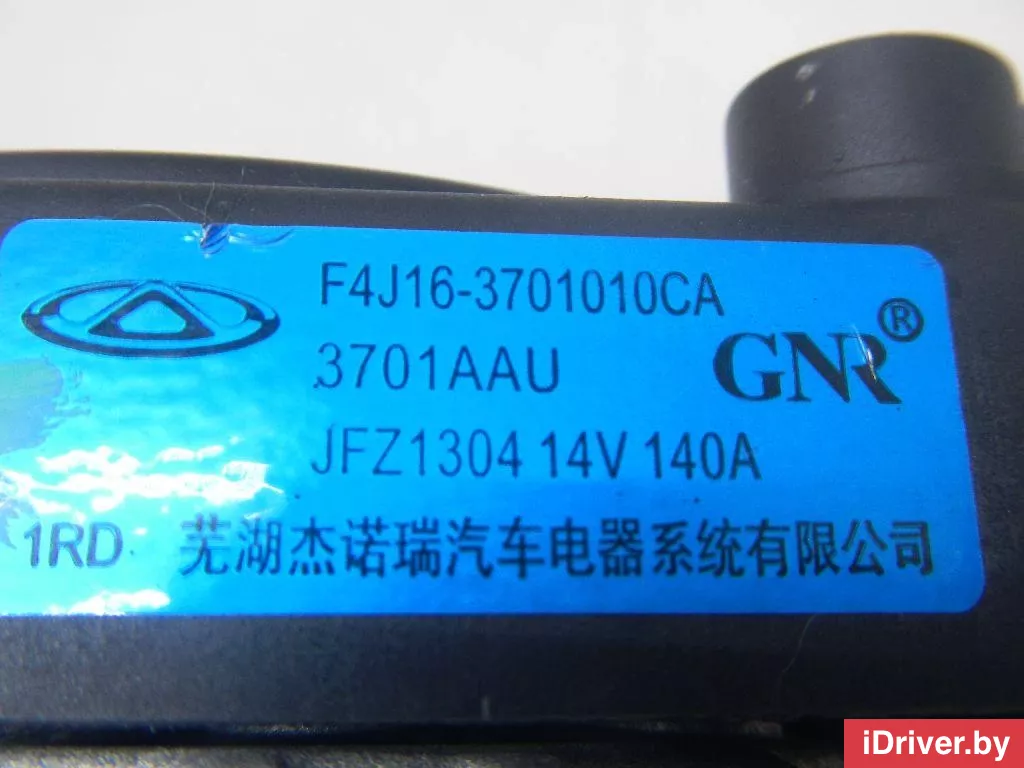 F4J16-3701010CA
3701AAU
GNR®
JFZ1304 14V 140A
1RD 芜湖杰诺瑞汽车电器系统有限公司
iDriver.by